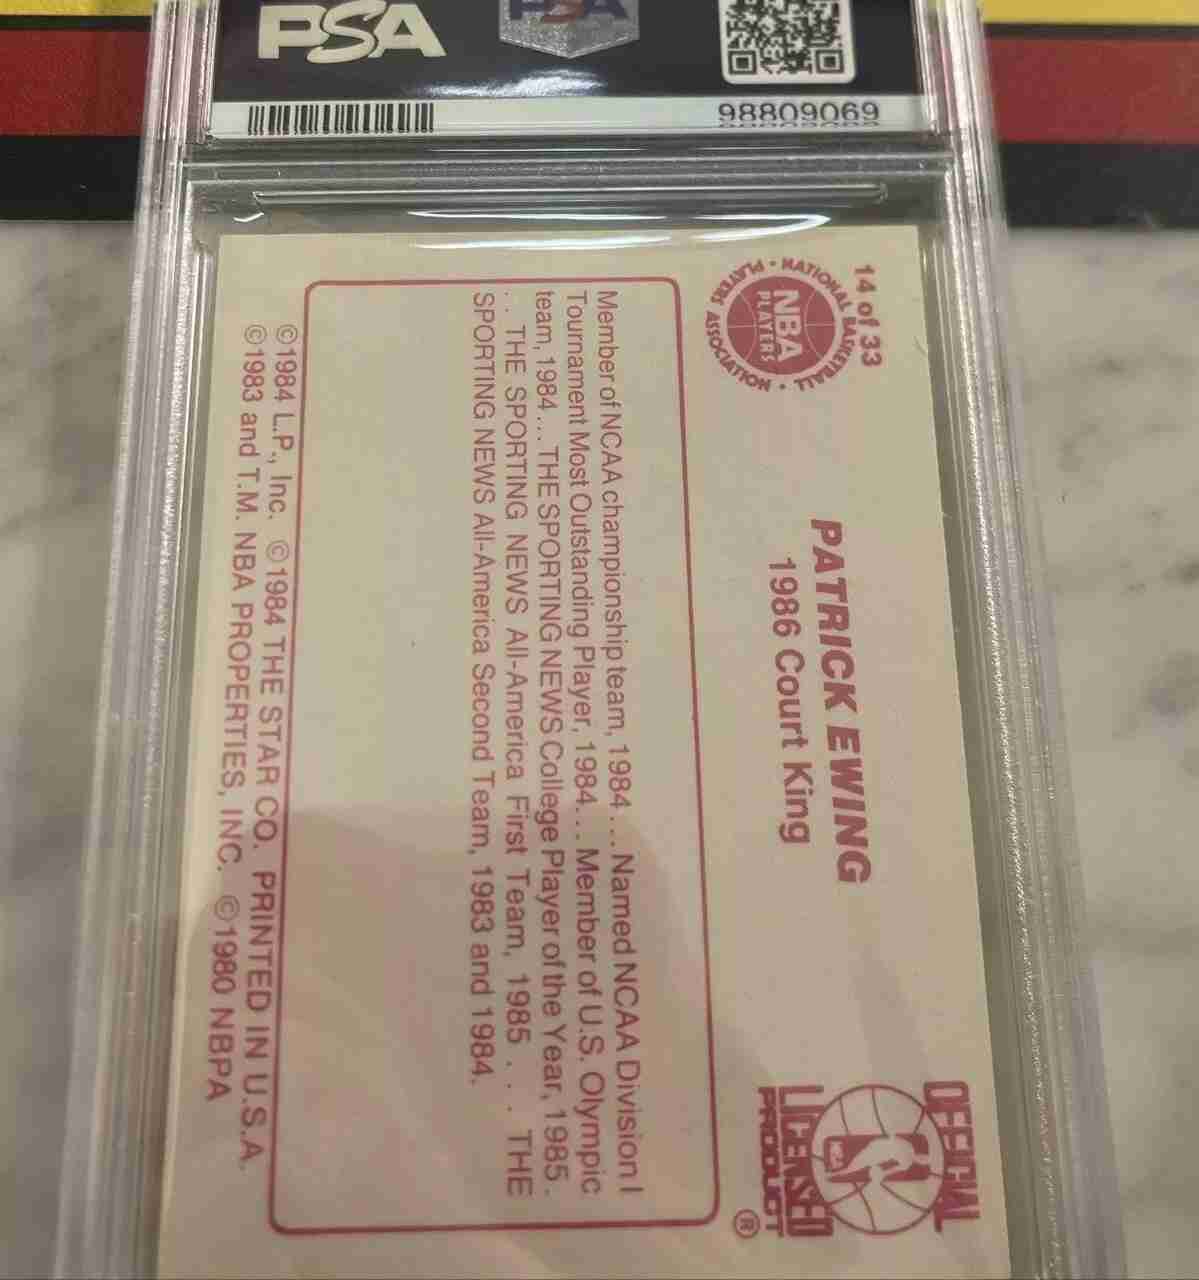 PSA
98809069
14 of 33
NATIONAL BASKETBALL PLAYERS ASSOCIATION
NBA
PLAYERS
PATRICK EWING
1986 Court King
OFFICIAL
LICENSED
PRODUCT
®
Member of NCAA championship team, 1984 . . . Named NCAA Division I
Tournament Most Outstanding Player, 1984 . . . Member of U.S. Olympic
team, 1984 . . . THE SPORTING NEWS College Player of the Year, 1985 .
. . THE SPORTING NEWS All-America First Team, 1985 . . . THE
SPORTING NEWS All-America Second Team, 1983 and 1984.
©1984 L.P., Inc. ©1984 THE STAR CO. PRINTED IN U.S.A.
©1983 and T.M. NBA PROPERTIES, INC. ©1980 NBPA